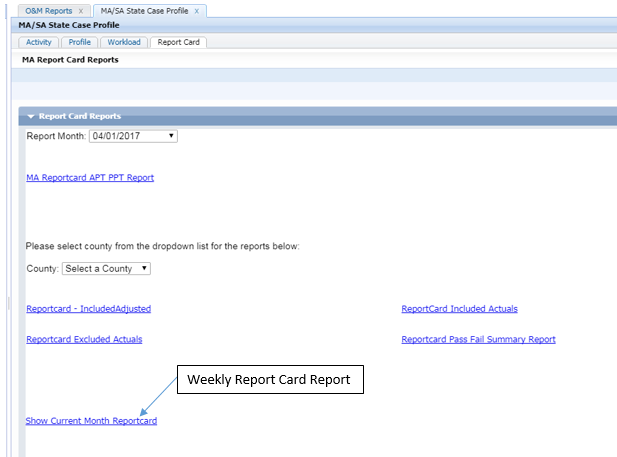 O&M Reports x MA/SA State Case Profile x
MA/SA State Case Profile
Activity Profile Workload Report Card
MA Report Card Reports
Report Card Reports
Report Month: 04/01/2017
MA Reportcard APT PPT Report
Please select county from the dropdown list for the reports below:
County: Select a County
Reportcard - IncludedAdjusted ReportCard Included Actuals
Reportcard Excluded Actuals Reportcard Pass Fail Summary Report
Weekly Report Card Report
Show Current Month Reportcard